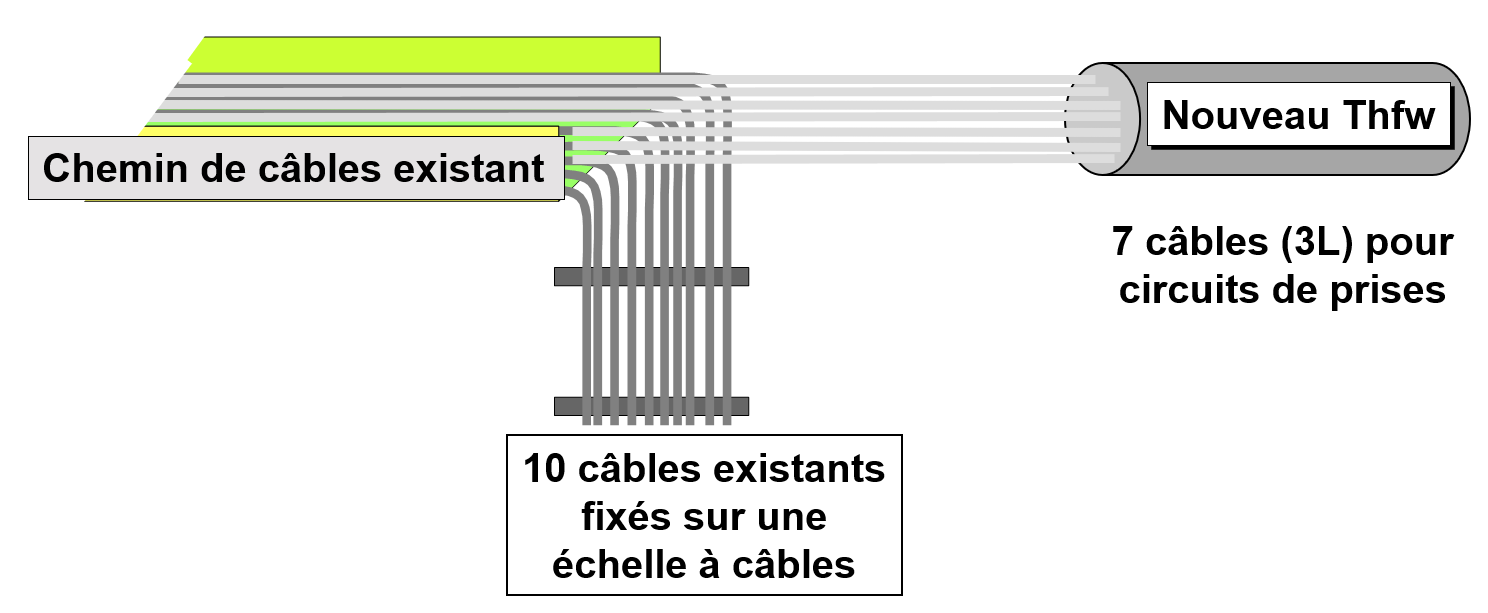 Nouveau Thfw
Chemin de câbles existant
7 câbles (3L) pour
circuits de prises
10 câbles existants
fixés sur une
échelle à câbles